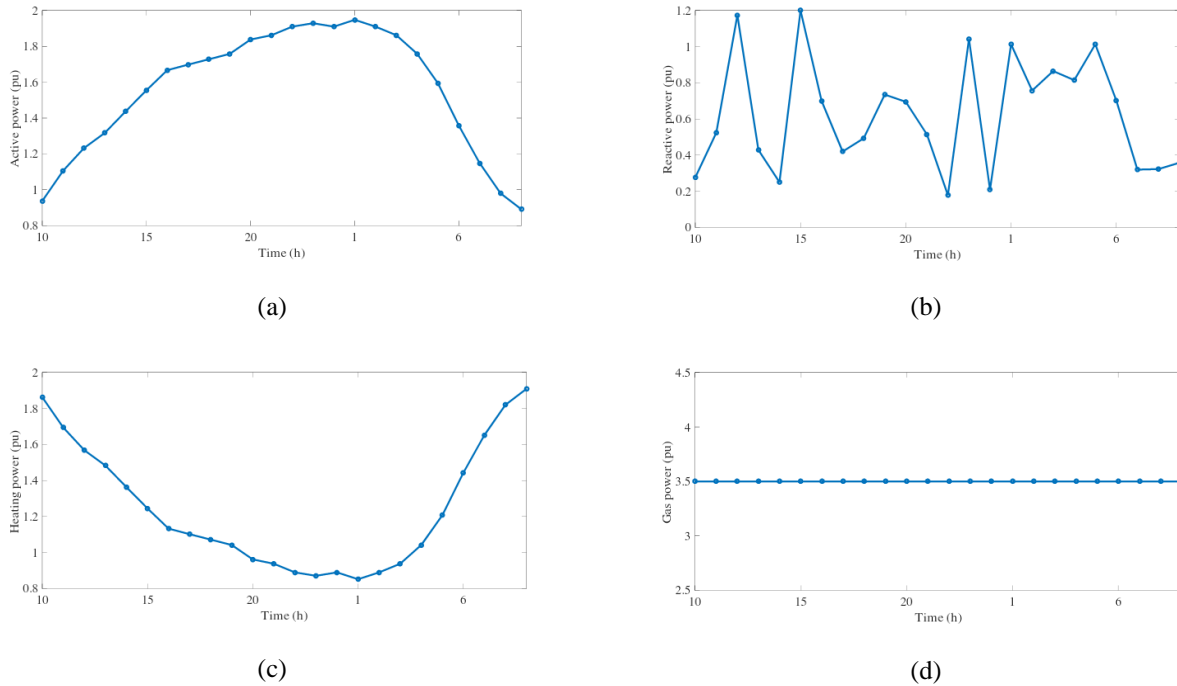 2
1.8
1.6
1.4
1.2
1
0.8
Active power (pu)
10 15 20 1 6
Time (h)
(a)
1.2
1
0.8
0.6
0.4
0.2
0
Reactive power (pu)
10 15 20 1 6
Time (h)
(b)
2
1.8
1.6
1.4
1.2
1
0.8
Heating power (pu)
10 15 20 1 6
Time (h)
(c)
4.5
4
3.5
3
2.5
Gas power (pu)
10 15 20 1 6
Time (h)
(d)